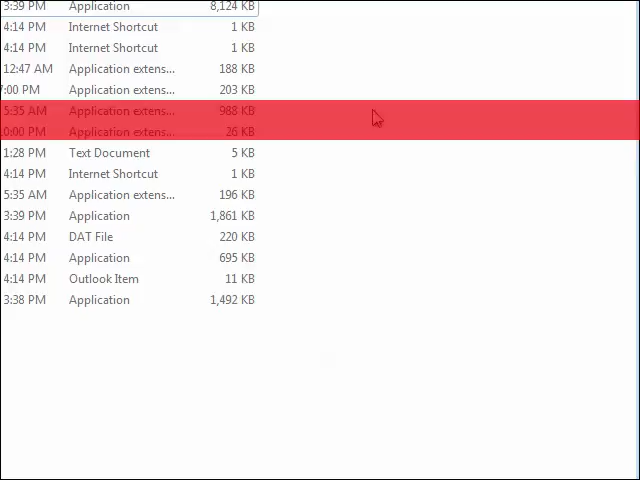 3:39 PM Application 8,124 KB
4:14 PM Internet Shortcut 1 KB
4:14 PM Internet Shortcut 1 KB
12:47 AM Application extens... 188 KB
7:00 PM Application extens... 203 KB
5:35 AM Application extens... 988 KB
10:00 PM Application extens... 26 KB
1:28 PM Text Document 5 KB
4:14 PM Internet Shortcut 1 KB
5:35 AM Application extens... 196 KB
3:39 PM Application 1,861 KB
4:14 PM DAT File 220 KB
4:14 PM Application 695 KB
4:14 PM Outlook Item 11 KB
3:38 PM Application 1,492 KB